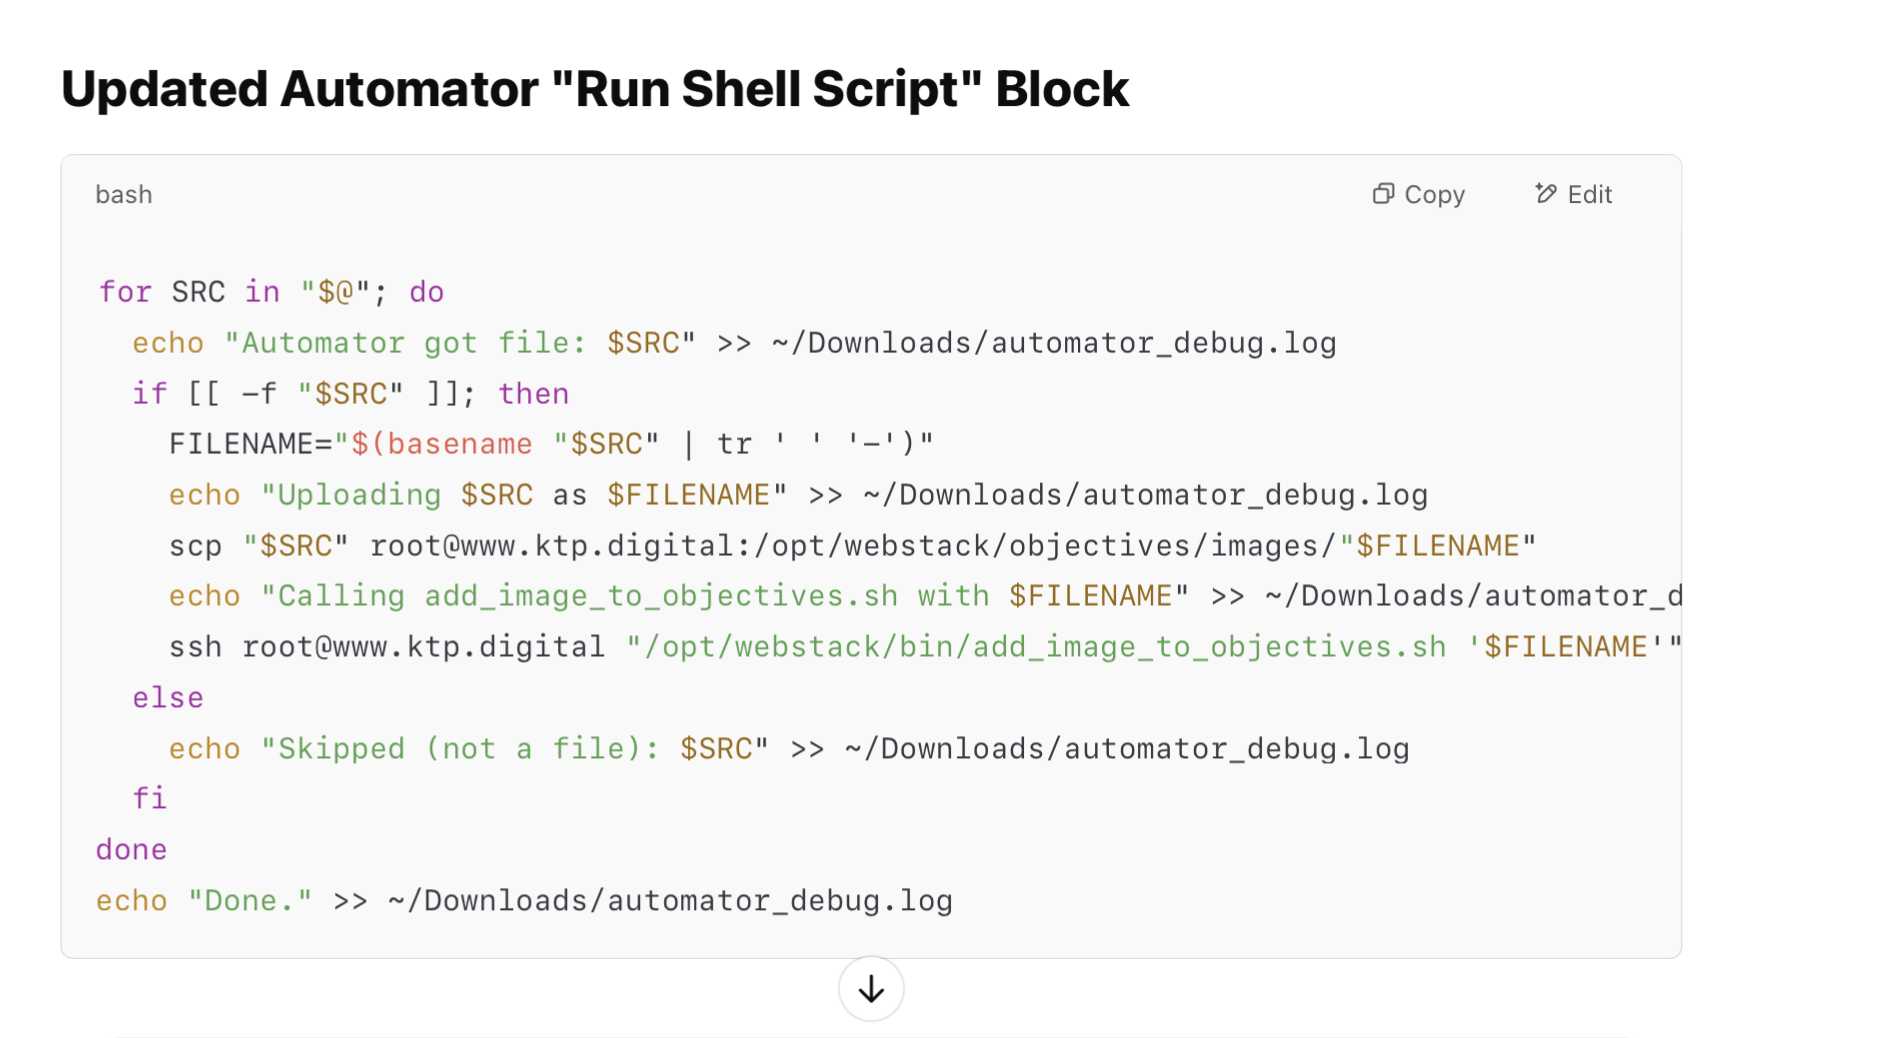 Updated Automator "Run Shell Script" Block
bash
Copy
Edit
for SRC in "$@"; do
  echo "Automator got file: $SRC" >> ~/Downloads/automator_debug.log
  if [[ -f "$SRC" ]]; then
    FILENAME="$(basename "$SRC" | tr ' ' '-')"
    echo "Uploading $SRC as $FILENAME" >> ~/Downloads/automator_debug.log
    scp "$SRC" root@www.ktp.digital:/opt/webstack/objectives/images/"$FILENAME"
    echo "Calling add_image_to_objectives.sh with $FILENAME" >> ~/Downloads/automator_d
    ssh root@www.ktp.digital "/opt/webstack/bin/add_image_to_objectives.sh '$FILENAME'"
  else
    echo "Skipped (not a file): $SRC" >> ~/Downloads/automator_debug.log
  fi
done
echo "Done." >> ~/Downloads/automator_debug.log